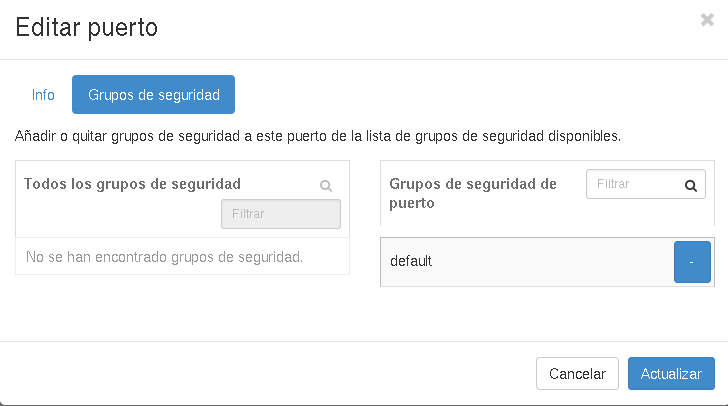 Editar puerto
×
Info
Grupos de seguridad
Añadir o quitar grupos de seguridad a este puerto de la lista de grupos de seguridad disponibles.
Todos los grupos de seguridad
Filtrar
No se han encontrado grupos de seguridad.
Grupos de seguridad de
puerto
Filtrar
default
-
Cancelar
Actualizar